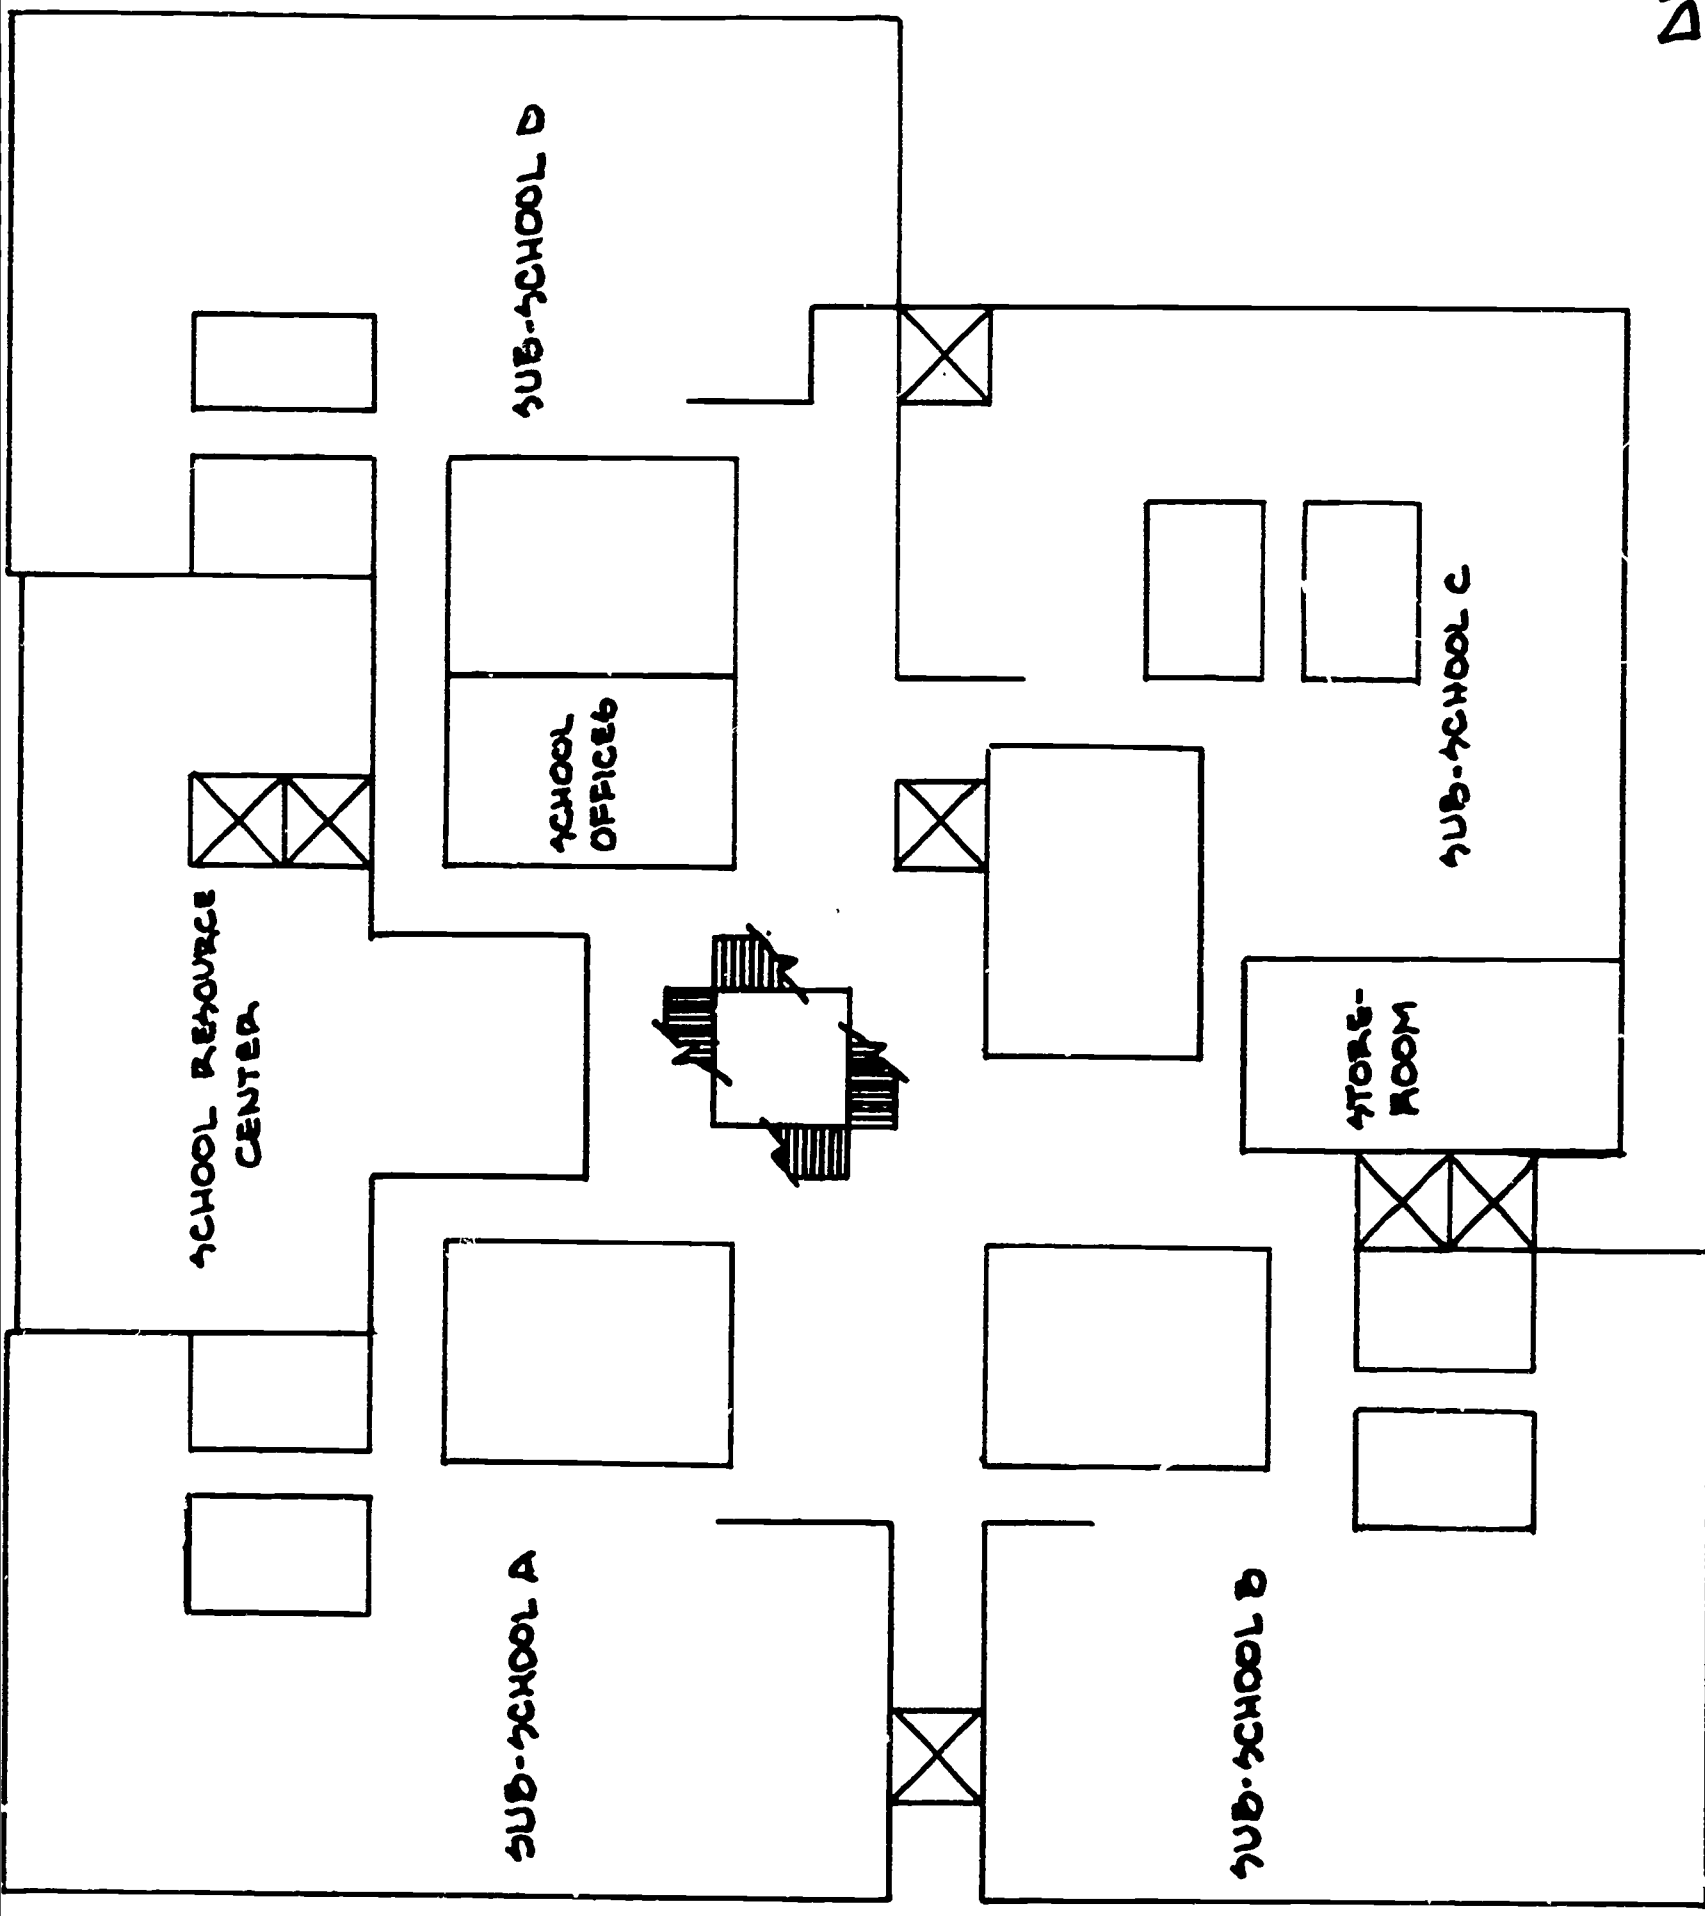 SCHOOL RESOURCE
CENTER
SUB-SCHOOL A
SUB-SCHOOL D
SCHOOL
OFFICES
SUB-SCHOOL B
STORE-
ROOM
SUB-SCHOOL C